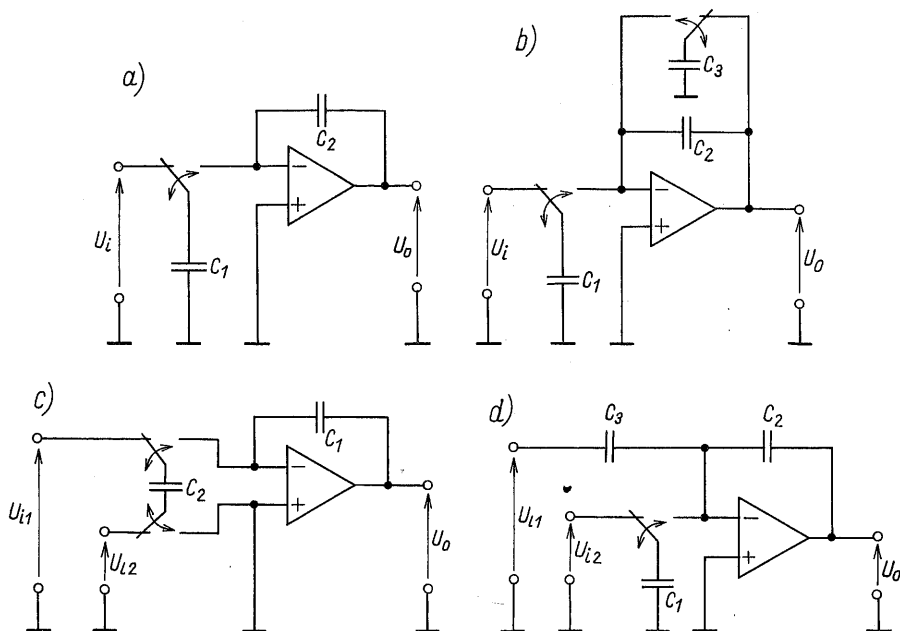 a)
C2
−
+
Ui
C1
Uo
b)
C3
C2
−
+
Ui
C1
Uo
c)
C1
−
+
C2
Ui1
Ui2
Uo
d)
C3
C2
−
+
Ui1
Ui2
C1
Uo